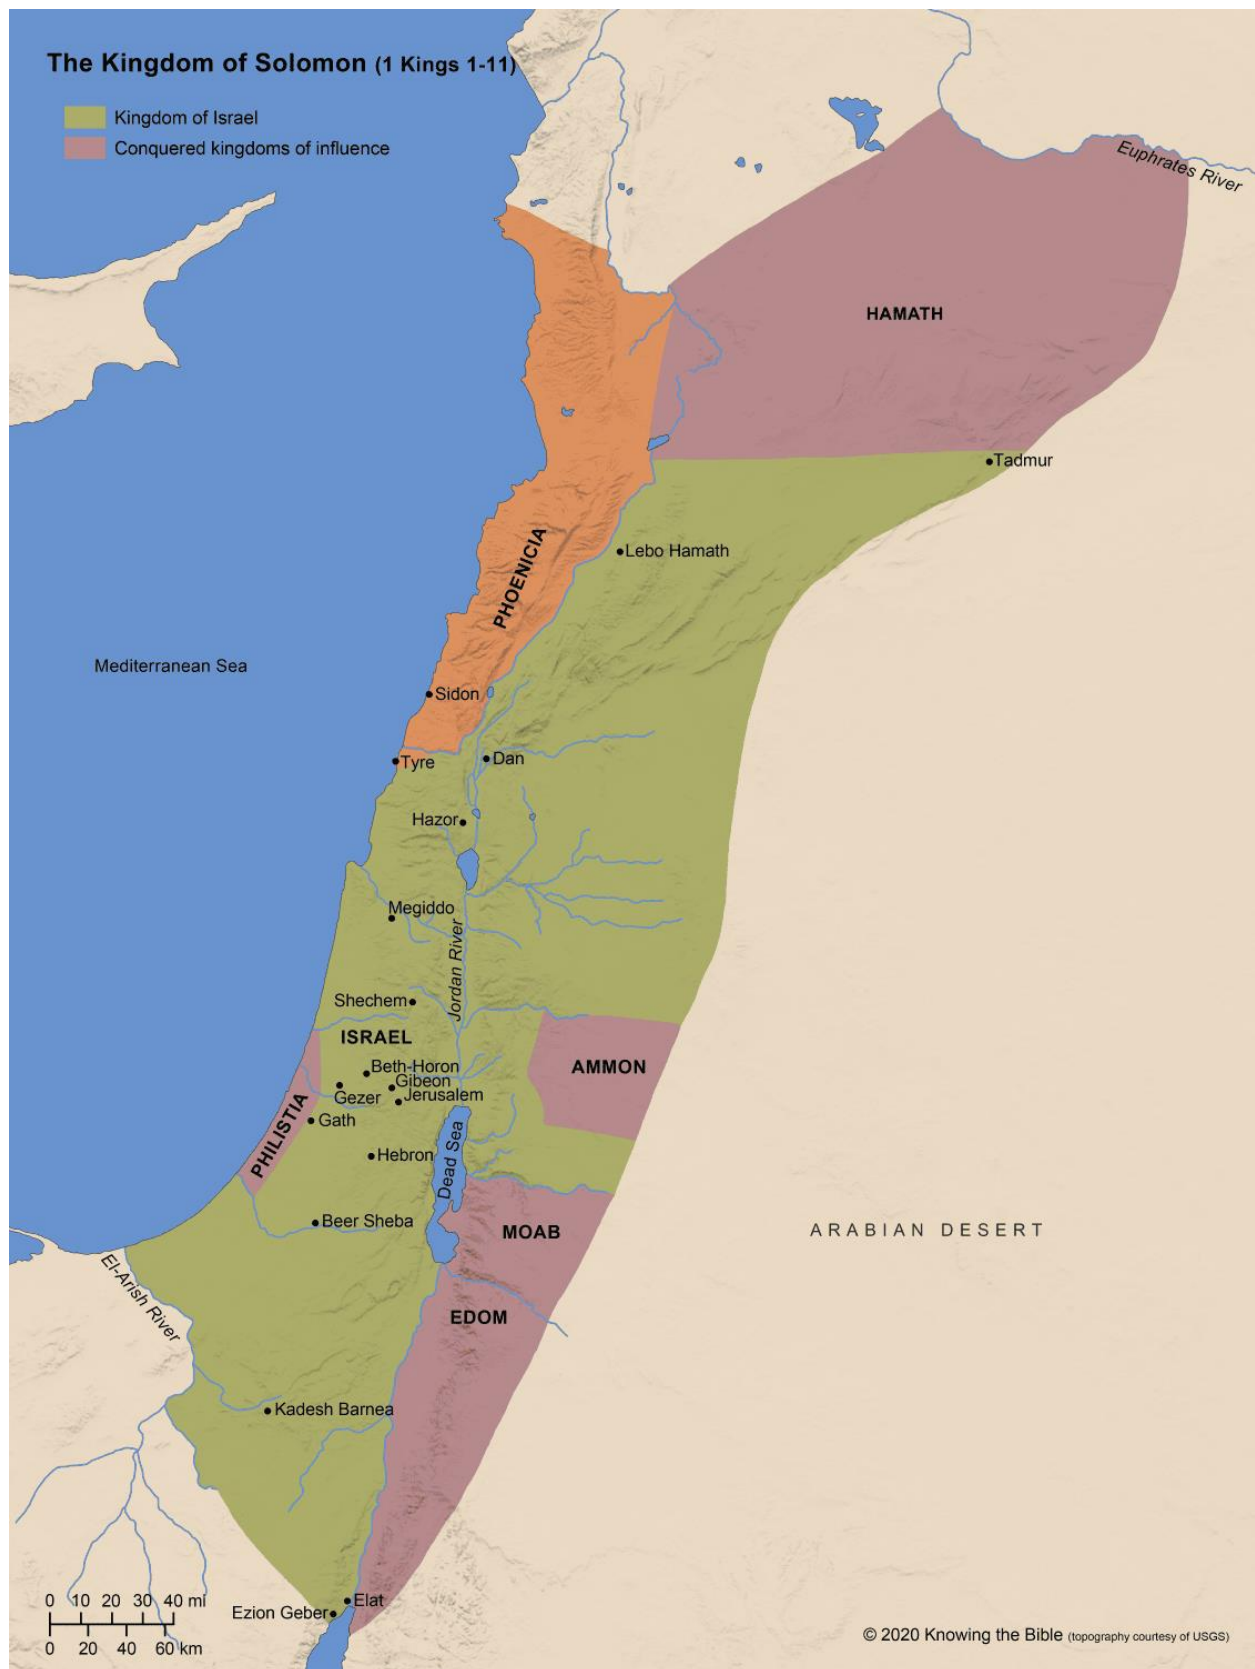 The Kingdom of Solomon (1 Kings 1-11)
Kingdom of Israel
Conquered kingdoms of influence
Euphrates River
HAMATH
Tadmur
Lebo Hamath
PHOENICIA
Mediterranean Sea
Sidon
Tyre
Dan
Hazor
Megiddo
Jordan River
Shechem
ISRAEL
Beth-Horon
AMMON
Gibeon
Gezer
Jerusalem
PHILISTIA
Gath
Hebron
Dead Sea
Beer Sheba
MOAB
ARABIAN DESERT
El-Arish River
EDOM
Kadesh Barnea
Elat
Ezion Geber
0 10 20 30 40 mi
0 20 40 60 km
© 2020 Knowing the Bible (topography courtesy of USGS)